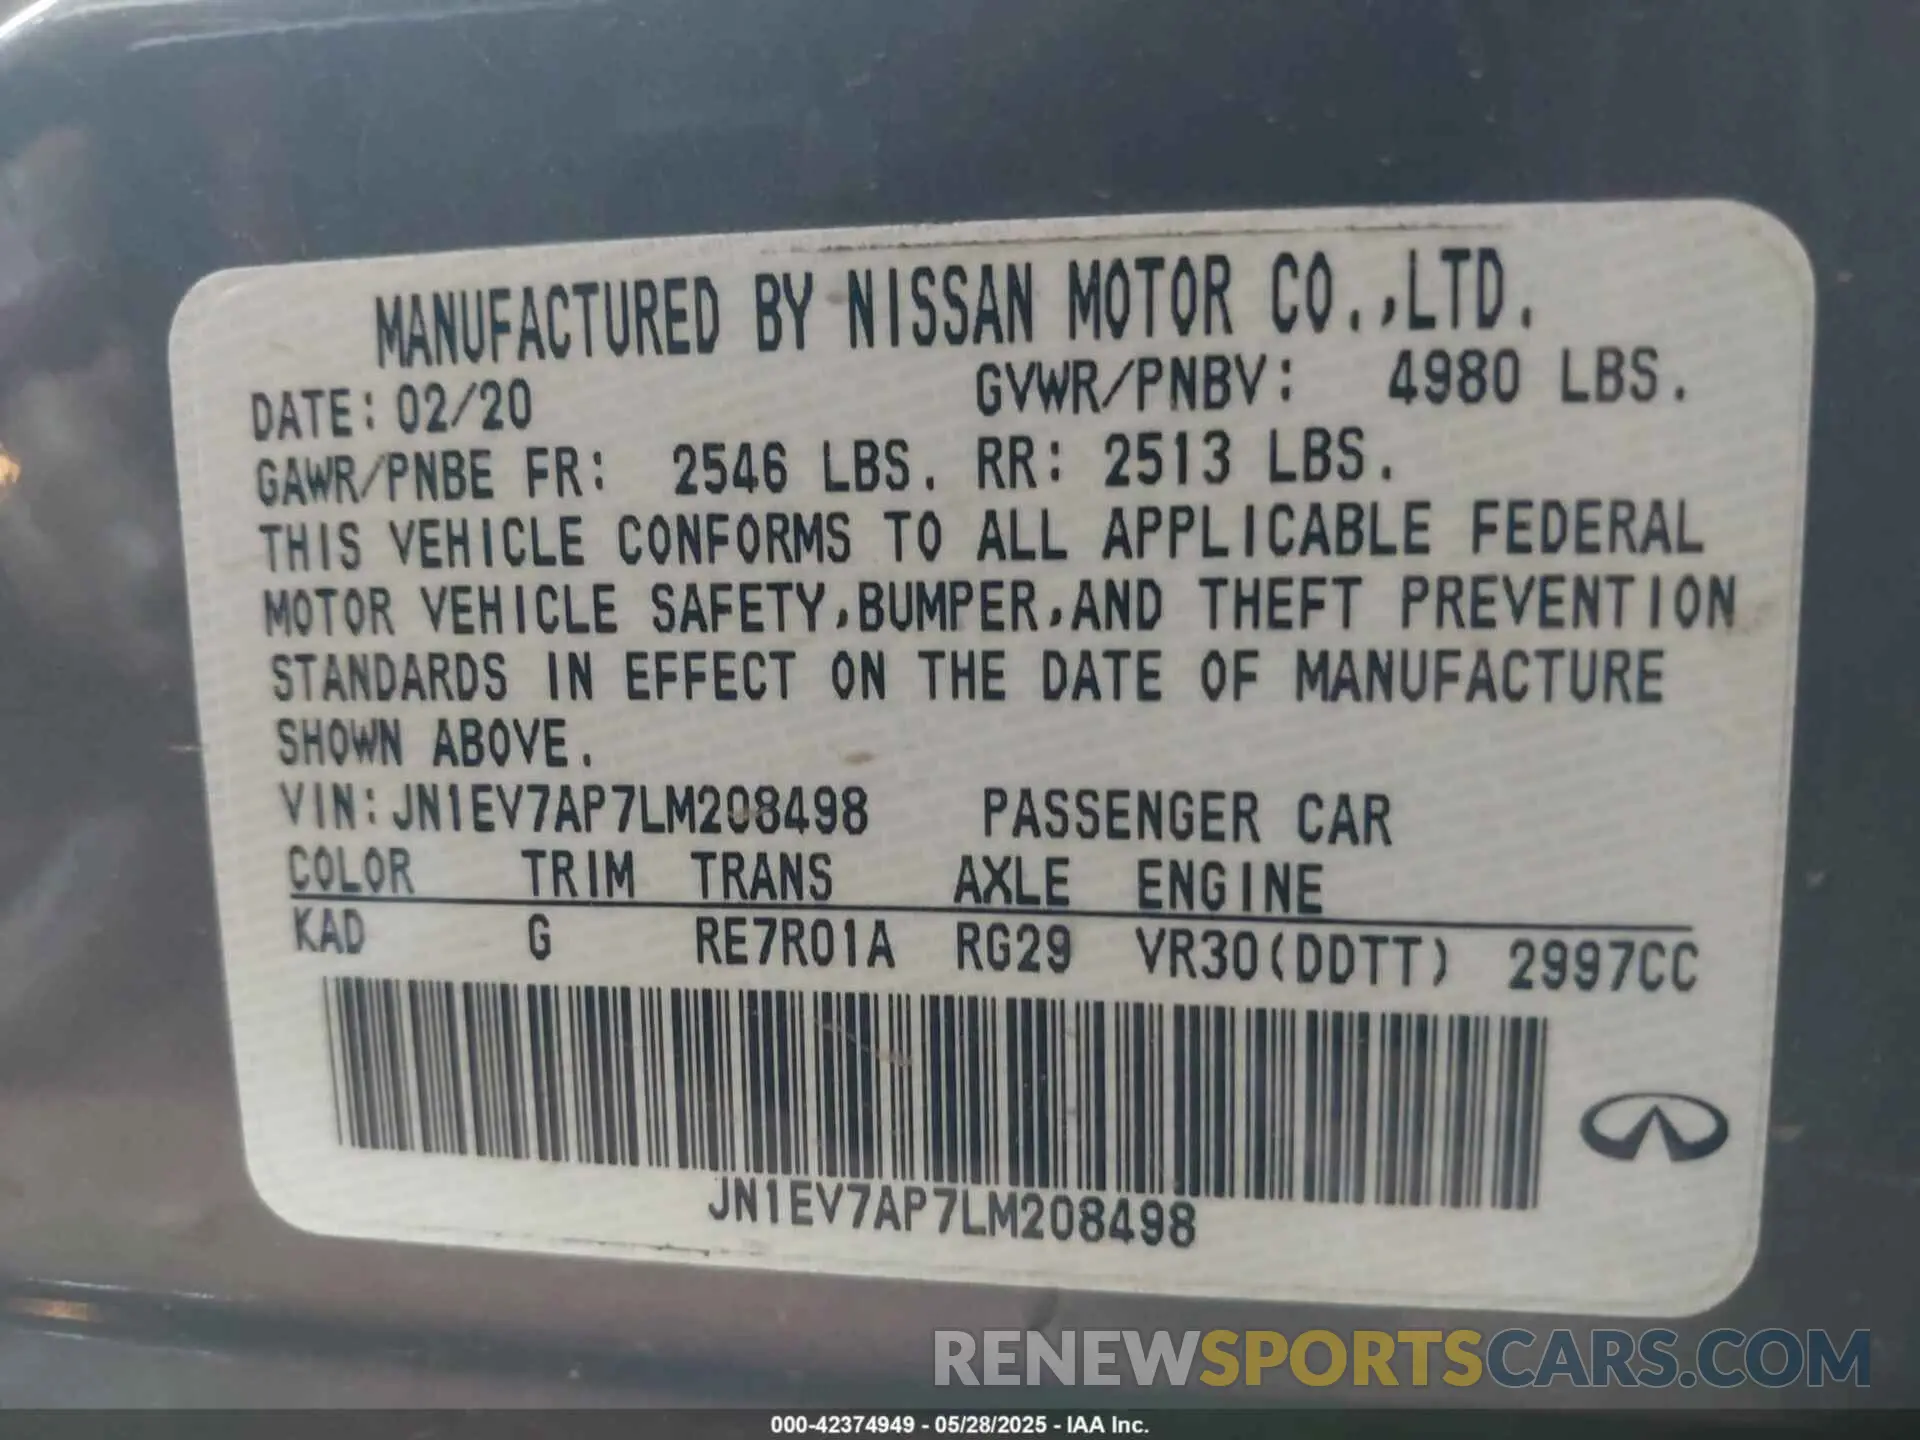 MANUFACTURED BY NISSAN MOTOR CO.,LTD.
DATE: 02/20 GVWR/PNBV: 4980 LBS.
GAWR/PNBE FR: 2546 LBS. RR: 2513 LBS.
THIS VEHICLE CONFORMS TO ALL APPLICABLE FEDERAL
MOTOR VEHICLE SAFETY,BUMPER,AND THEFT PREVENTION
STANDARDS IN EFFECT ON THE DATE OF MANUFACTURE
SHOWN ABOVE.
VIN:JN1EV7AP7LM208498 PASSENGER CAR
COLOR TRIM TRANS AXLE ENGINE
KAD G RE7R01A RG29 VR30(DDTT) 2997CC
JN1EV7AP7LM208498
RENEWSPORTSCARS.COM
000-42374949 - 05/28/2025 - IAA Inc.